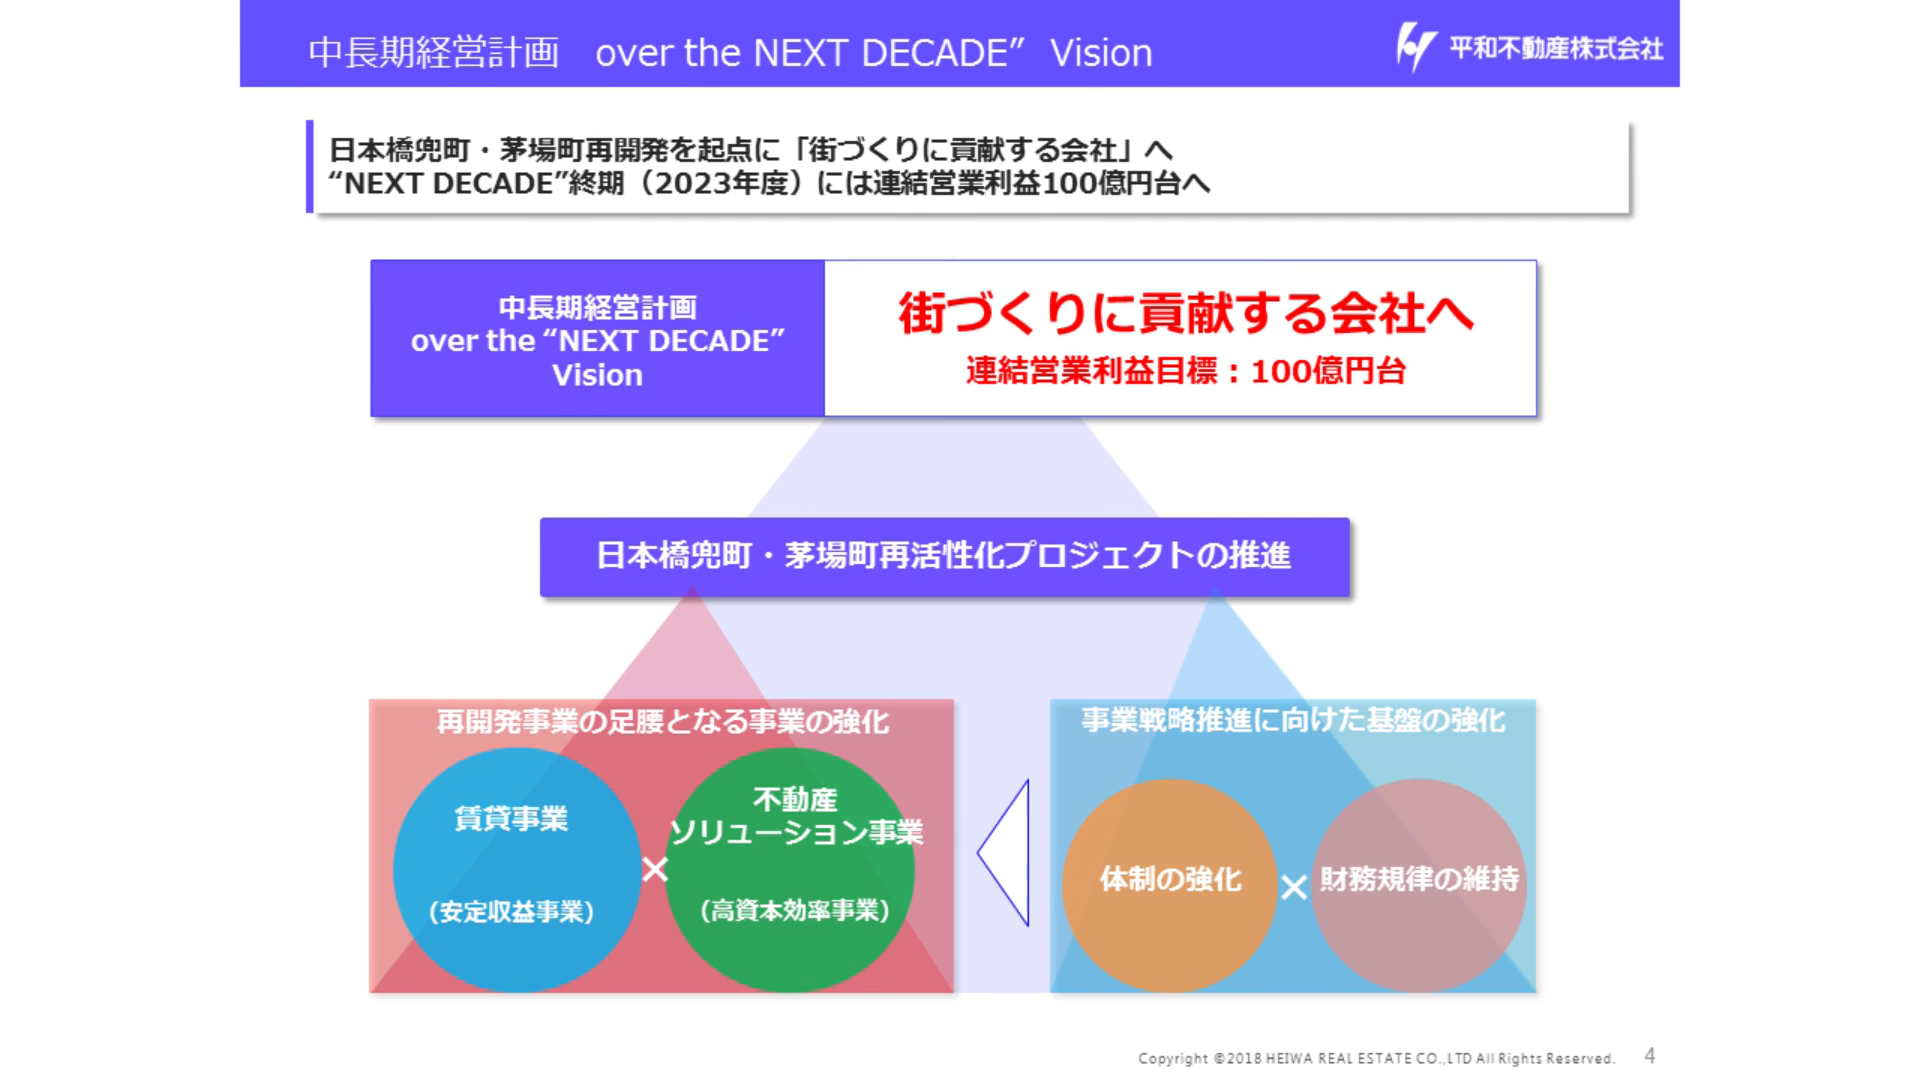 中長期経営計画　over the NEXT DECADE” Vision
平和不動産株式会社
日本橋兜町・茅場町再開発を起点に「街づくりに貢献する会社」へ
“NEXT DECADE”終期（2023年度）には連結営業利益100億円台へ
中長期経営計画
over the “NEXT DECADE”
Vision
街づくりに貢献する会社へ
連結営業利益目標：100億円台
日本橋兜町・茅場町再活性化プロジェクトの推進
再開発事業の足腰となる事業の強化
賃貸事業
（安定収益事業）
×
不動産
ソリューション事業
（高資本効率事業）
事業戦略推進に向けた基盤の強化
体制の強化
×
財務規律の維持
Copyright ©2018 HEIWA REAL ESTATE CO.,LTD All Rights Reserved.
4